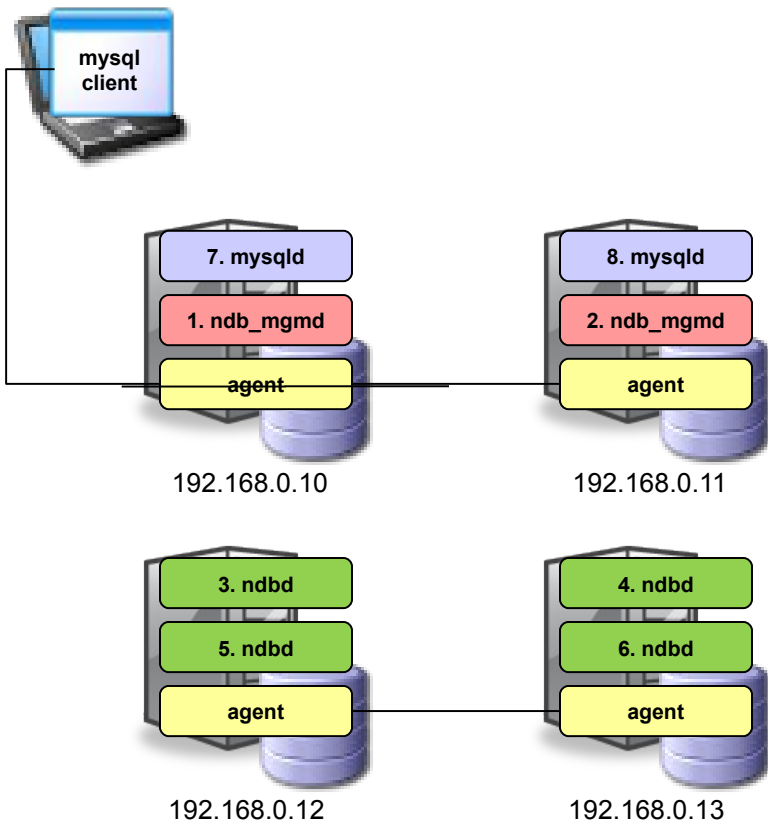 mysql
client
7. mysqld
8. mysqld
1. ndb_mgmd
2. ndb_mgmd
agent
agent
192.168.0.10
192.168.0.11
3. ndbd
4. ndbd
5. ndbd
6. ndbd
agent
agent
192.168.0.12
192.168.0.13